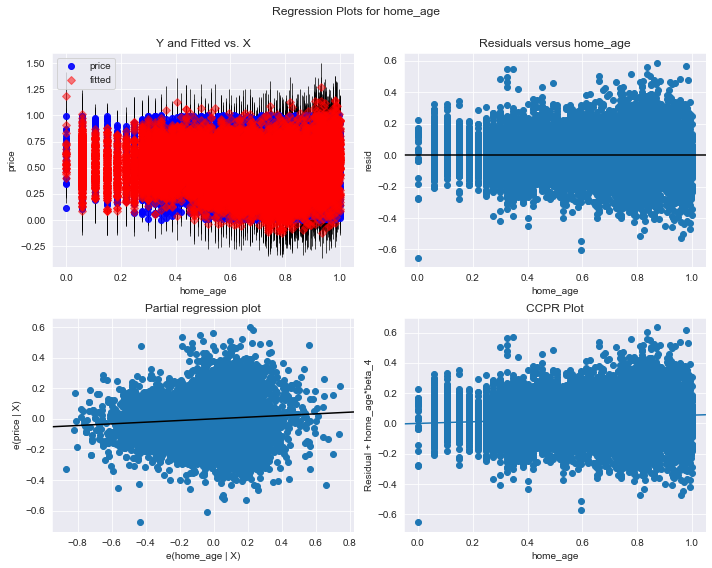 Regression Plots for home_age
Y and Fitted vs. X
price
fitted
price
1.50
1.25
1.00
0.75
0.50
0.25
0.00
−0.25
0.0 0.2 0.4 0.6 0.8 1.0
home_age
Residuals versus home_age
resid
0.6
0.4
0.2
0.0
−0.2
−0.4
−0.6
0.0 0.2 0.4 0.6 0.8 1.0
home_age
Partial regression plot
e(price | X)
0.6
0.4
0.2
0.0
−0.2
−0.4
−0.6
−0.8 −0.6 −0.4 −0.2 0.0 0.2 0.4 0.6 0.8
e(home_age | X)
CCPR Plot
Residual + home_age*beta_4
0.6
0.4
0.2
0.0
−0.2
−0.4
−0.6
0.0 0.2 0.4 0.6 0.8 1.0
home_age